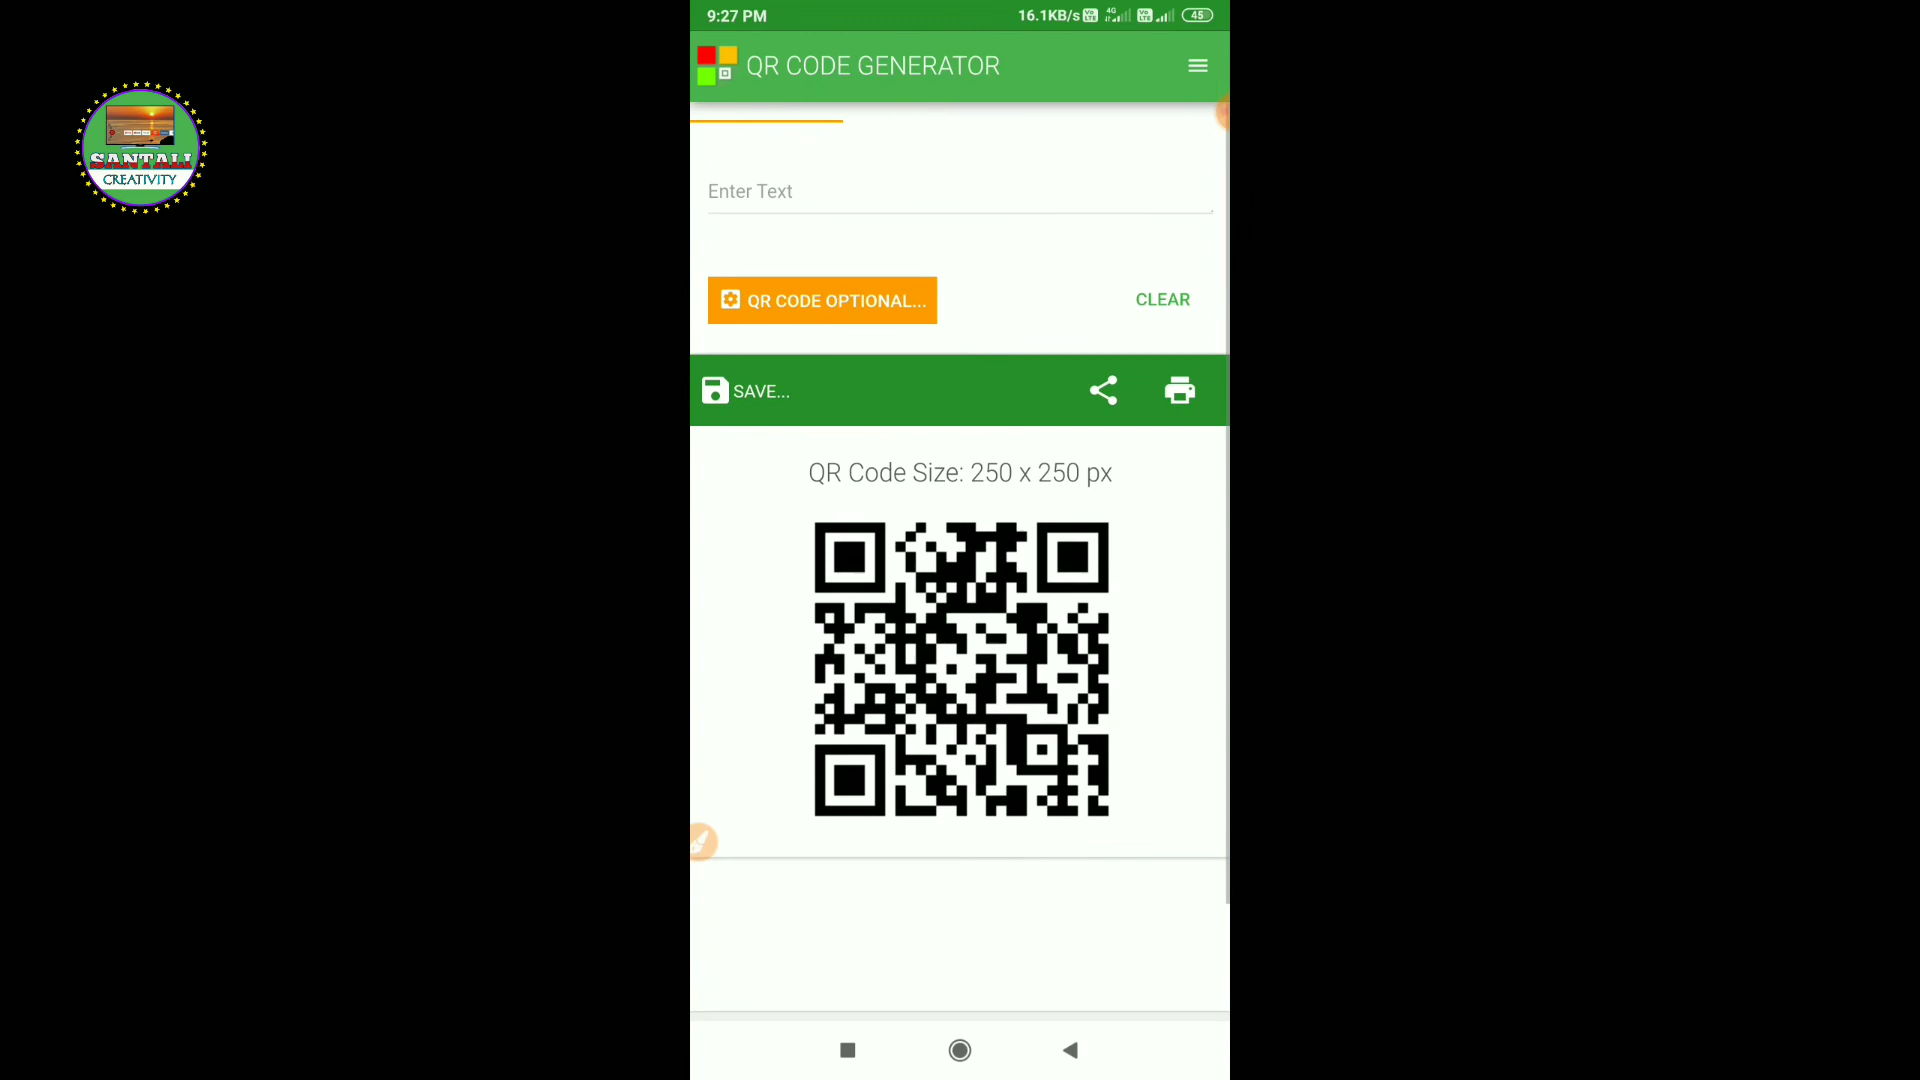 9:27 PM
16.1KB/s
4G
45
SANTALI
CREATIVITY
QR CODE GENERATOR
Enter Text
QR CODE OPTIONAL...
CLEAR
SAVE...
QR Code Size: 250 x 250 px